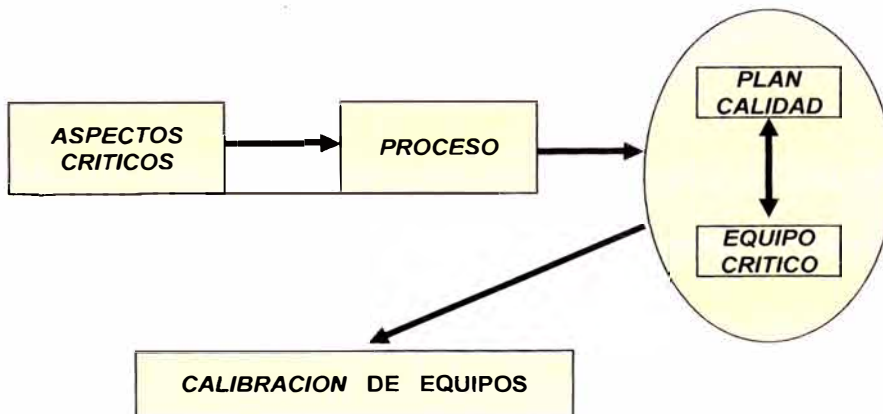 ASPECTOS
CRITICOS
PROCESO
PLAN
CALIDAD
EQUIPO
CRITICO
CALIBRACION DE EQUIPOS